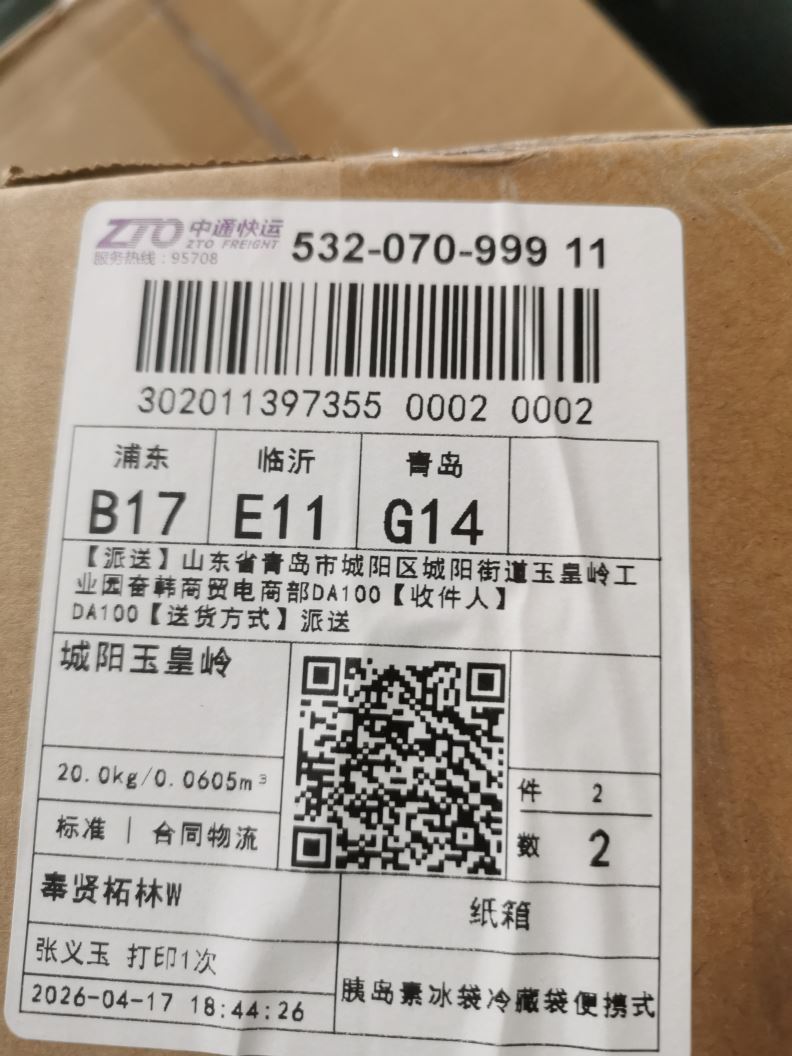 ZTO 中通快运
ZTO FREIGHT
服务热线：95708
532-070-999 11
302011397355 0002 0002
浦东 临沂 青岛
B17 E11 G14
【派送】山东省青岛市城阳区城阳街道玉皇岭工
业园奋韩商贸电商部DA100【收件人】
DA100【送货方式】派送
城阳玉皇岭
20.0kg/0.0605m³
标准 | 合同物流
件 2
数 2
奉贤柘林W
纸箱
张义玉 打印1次
2026-04-17 18:44:26
胰岛素冰袋冷藏袋便携式